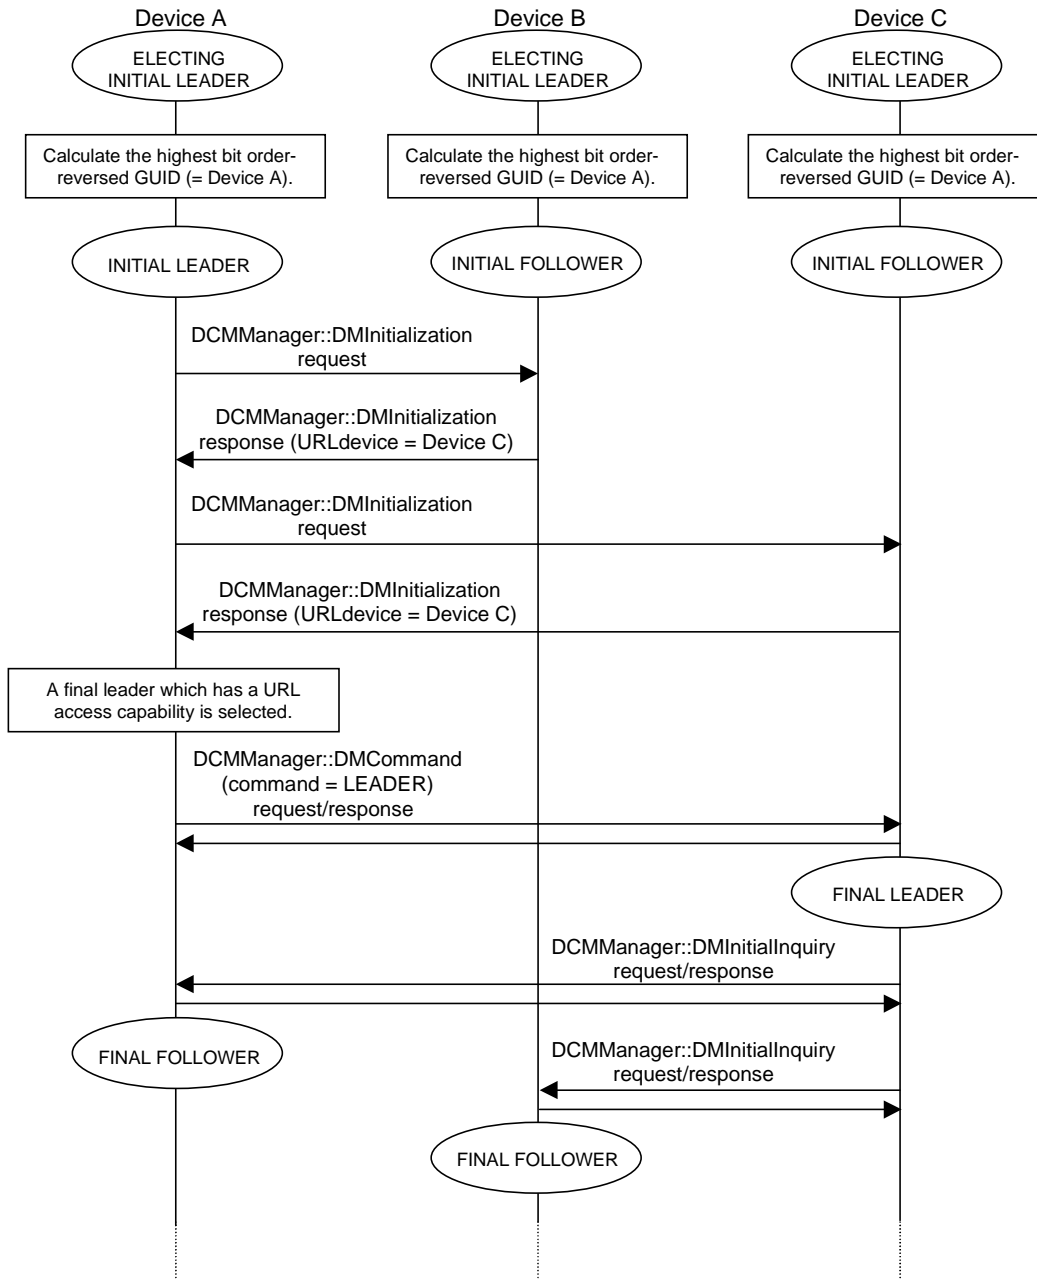 Device A
Device B
Device C
ELECTING
INITIAL LEADER
ELECTING
INITIAL LEADER
ELECTING
INITIAL LEADER
Calculate the highest bit order-
reversed GUID (= Device A).
Calculate the highest bit order-
reversed GUID (= Device A).
Calculate the highest bit order-
reversed GUID (= Device A).
INITIAL LEADER
INITIAL FOLLOWER
INITIAL FOLLOWER
DCMManager::DMInitialization
request
DCMManager::DMInitialization
response (URLdevice = Device C)
DCMManager::DMInitialization
request
DCMManager::DMInitialization
response (URLdevice = Device C)
A final leader which has a URL
access capability is selected.
DCMManager::DMCommand
(command = LEADER)
request/response
FINAL LEADER
DCMManager::DMInitialInquiry
request/response
FINAL FOLLOWER
DCMManager::DMInitialInquiry
request/response
FINAL FOLLOWER